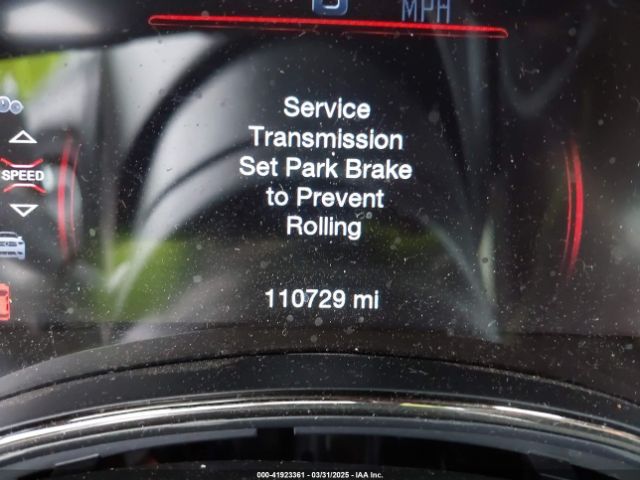 MPH
Service
Transmission
Set Park Brake
to Prevent
Rolling
SPEED
110729 mi
000-41923361 - 03/31/2025 - © IAA Inc.